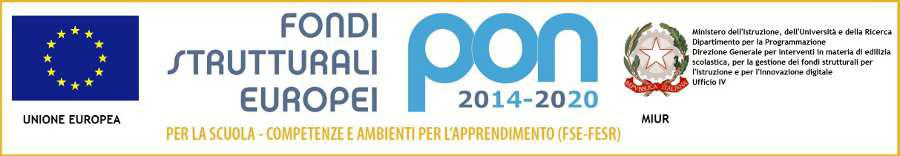 UNIONE EUROPEA
FONDI
STRUTTURALI
EUROPEI
pon
2014-2020
PER LA SCUOLA - COMPETENZE E AMBIENTI PER L'APPRENDIMENTO (FSE-FESR)
REPVBBLICA ITALIANA
MIUR
Ministero dell'Istruzione, dell'Università e della Ricerca
Dipartimento per la Programmazione
Direzione Generale per interventi in materia di edilizia
scolastica, per la gestione dei fondi strutturali per
l'istruzione e per l'innovazione digitale
Ufficio IV